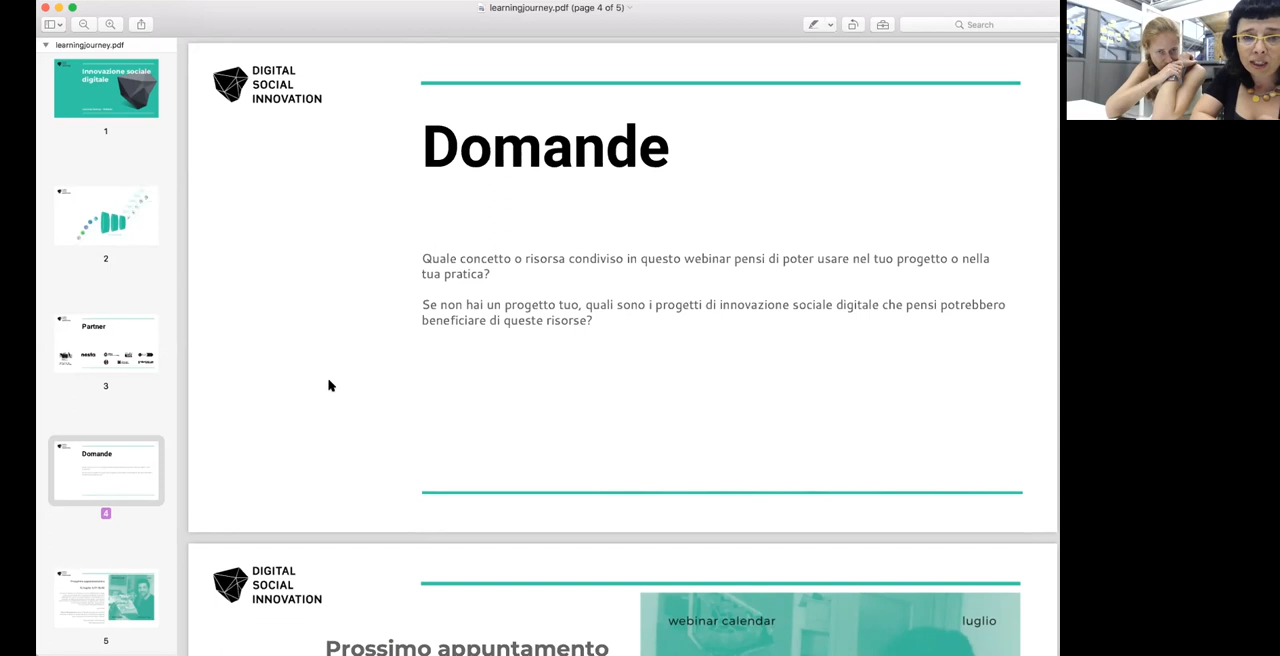 learningjourney.pdf (page 4 of 5)
Search
learningjourney.pdf
Innovazione sociale
digitale
1
2
Partner
nesta
3
Domande
4
5
DIGITAL
SOCIAL
INNOVATION
Domande
Quale concetto o risorsa condiviso in questo webinar pensi di poter usare nel tuo progetto o nella
tua pratica?
Se non hai un progetto tuo, quali sono i progetti di innovazione sociale digitale che pensi potrebbero
beneficiare di queste risorse?
DIGITAL
SOCIAL
INNOVATION
Prossimo appuntamento
webinar calendar
luglio